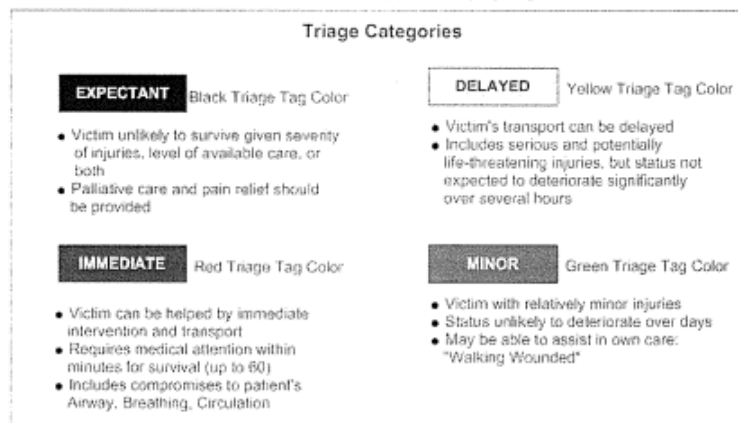 Triage Categories
EXPECTANT Black Triage Tag Color
• Victim unlikely to survive given severity
of injuries, level of available care, or
both
• Palliative care and pain relief should
be provided
DELAYED Yellow Triage Tag Color
• Victim's transport can be delayed
• Includes serious and potentially
life-threatening injuries, but status not
expected to deteriorate significantly
over several hours
IMMEDIATE Red Triage Tag Color
• Victim can be helped by immediate
intervention and transport
• Requires medical attention within
minutes for survival (up to 60)
• Includes compromises to patient's
Airway, Breathing, Circulation
MINOR Green Triage Tag Color
• Victim with relatively minor injuries
• Status unlikely to deteriorate over days
• May be able to assist in own care:
"Walking Wounded"